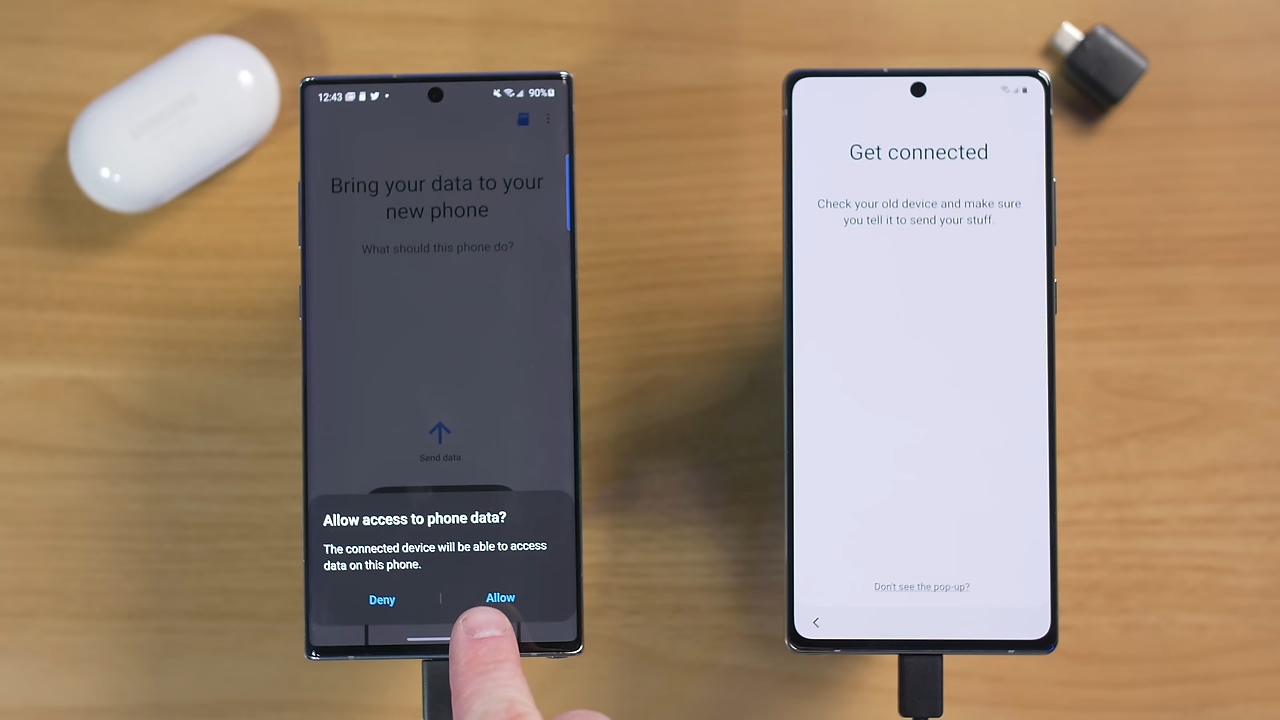 12:43
90%
Bring your data to your
new phone
What should this phone do?
Send data
Allow access to phone data?
The connected device will be able to access
data on this phone.
Deny
Allow
Get connected
Check your old device and make sure
you tell it to send your stuff.
Don't see the pop-up?